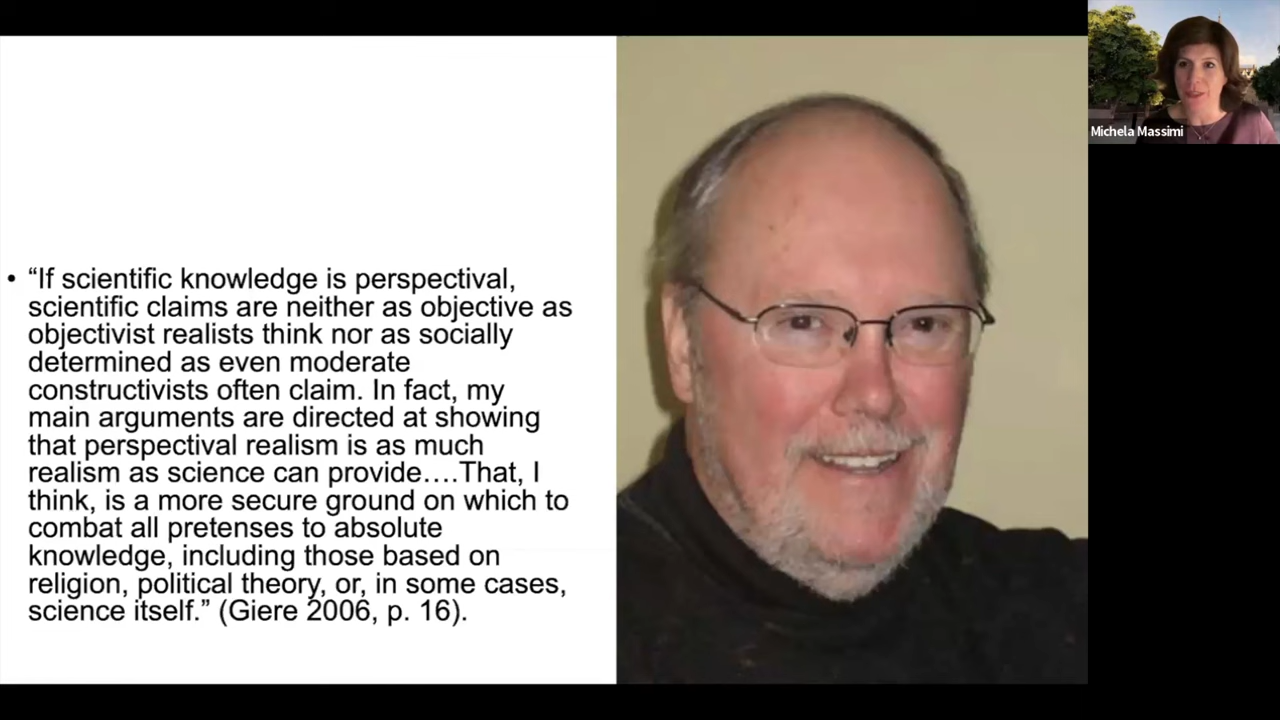 • “If scientific knowledge is perspectival,
scientific claims are neither as objective as
objectivist realists think nor as socially
determined as even moderate
constructivists often claim. In fact, my
main arguments are directed at showing
that perspectival realism is as much
realism as science can provide….That, I
think, is a more secure ground on which to
combat all pretenses to absolute
knowledge, including those based on
religion, political theory, or, in some cases,
science itself.” (Giere 2006, p. 16).
Michela Massimi